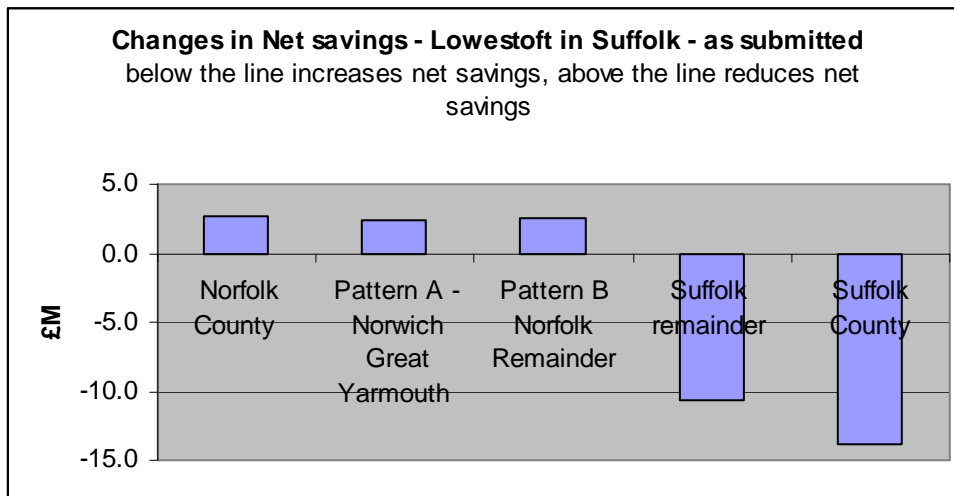 Changes in Net savings - Lowestoft in Suffolk - as submitted
below the line increases net savings, above the line reduces net
savings
5.0
0.0
-5.0
-10.0
-15.0
£M
Norfolk
County
Pattern A -
Norwich
Great
Yarmouth
Pattern B
Norfolk
Remainder
Suffolk
remainder
Suffolk
County